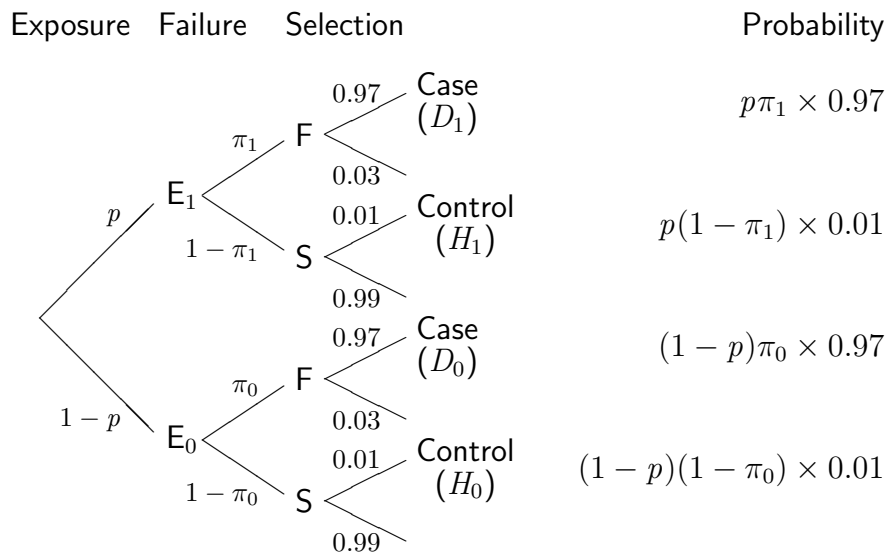 Exposure Failure Selection Probability
0.97 Case
(D₁) pπ₁ × 0.97
π₁ F
0.03
E₁
p 0.01 Control
(H₁) p(1 − π₁) × 0.01
1 − π₁ S
0.99
0.97 Case
(D₀) (1 − p)π₀ × 0.97
π₀ F
0.03
1 − p E₀
0.01 Control
(H₀) (1 − p)(1 − π₀) × 0.01
1 − π₀ S
0.99